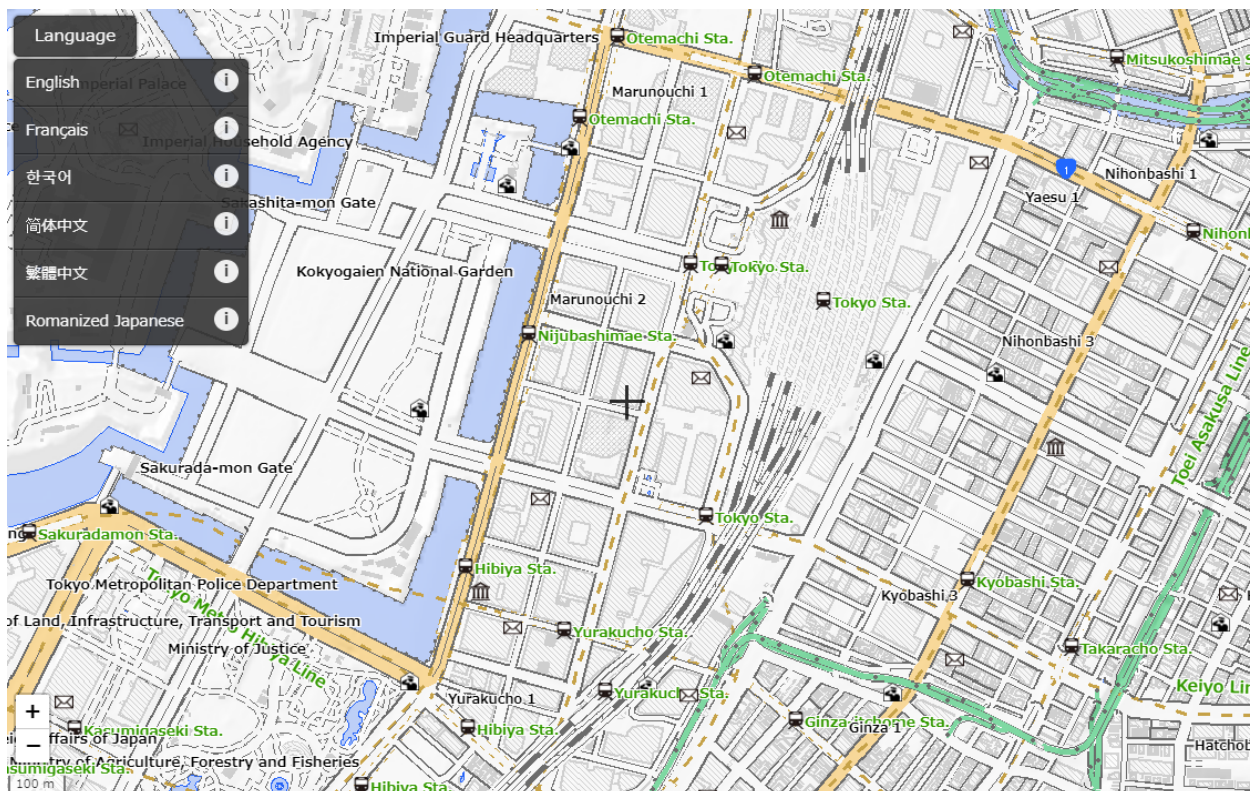 Language
English
Français
한국어
简体中文
繁體中文
Romanized Japanese
Imperial Palace
Imperial Household Agency
Sakashita-mon Gate
Imperial Guard Headquarters
Otemachi Sta.
Otemachi Sta.
Mitsukoshimae
Marunouchi 1
Otemachi Sta.
1
Nihonbashi 1
Yaesu 1
Kokyogaien National Garden
Tokyo Sta.
Tokyo Sta.
Marunouchi 2
Nijubashimae Sta.
Nihonbashi 3
Toei Asakusa Line
Sakurada-mon Gate
Sakuradamon Sta.
Tokyo Sta.
Hibiya Sta.
Tokyo Metropolitan Police Department
Tokyo Metro Hibiya Line
Kyobashi Sta.
Kyobashi 3
of Land, Infrastructure, Transport and Tourism
Ministry of Justice
Yurakucho Sta.
Takaracho Sta.
Yurakucho 1
Yurakucho Sta.
Keiyo
Hibiya Sta.
Ginza-itchome Sta.
Ginza 1
+
−
Kasumigaseki Sta.
Affairs of Japan
Ministry of Agriculture, Forestry and Fisheries
100 m
Hibiya Sta.